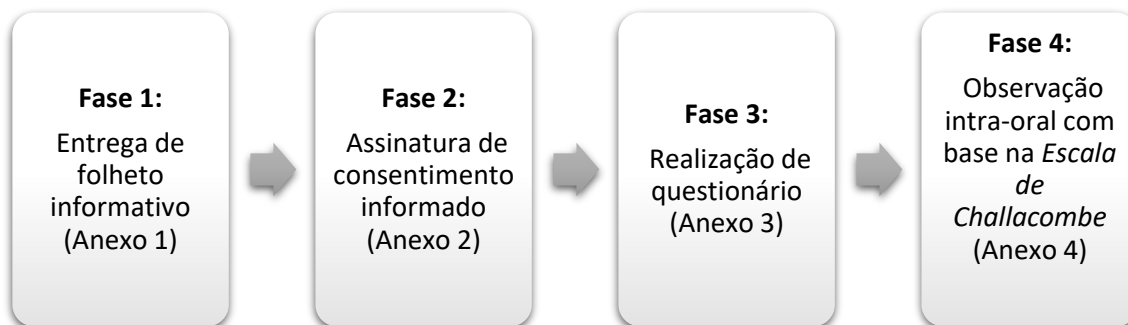 Fase 1:
Entrega de
folheto
informativo
(Anexo 1)
Fase 2:
Assinatura de
consentimento
informado
(Anexo 2)
Fase 3:
Realização de
questionário
(Anexo 3)
Fase 4:
Observação
intra-oral com
base na Escala
de
Challacombe
(Anexo 4)